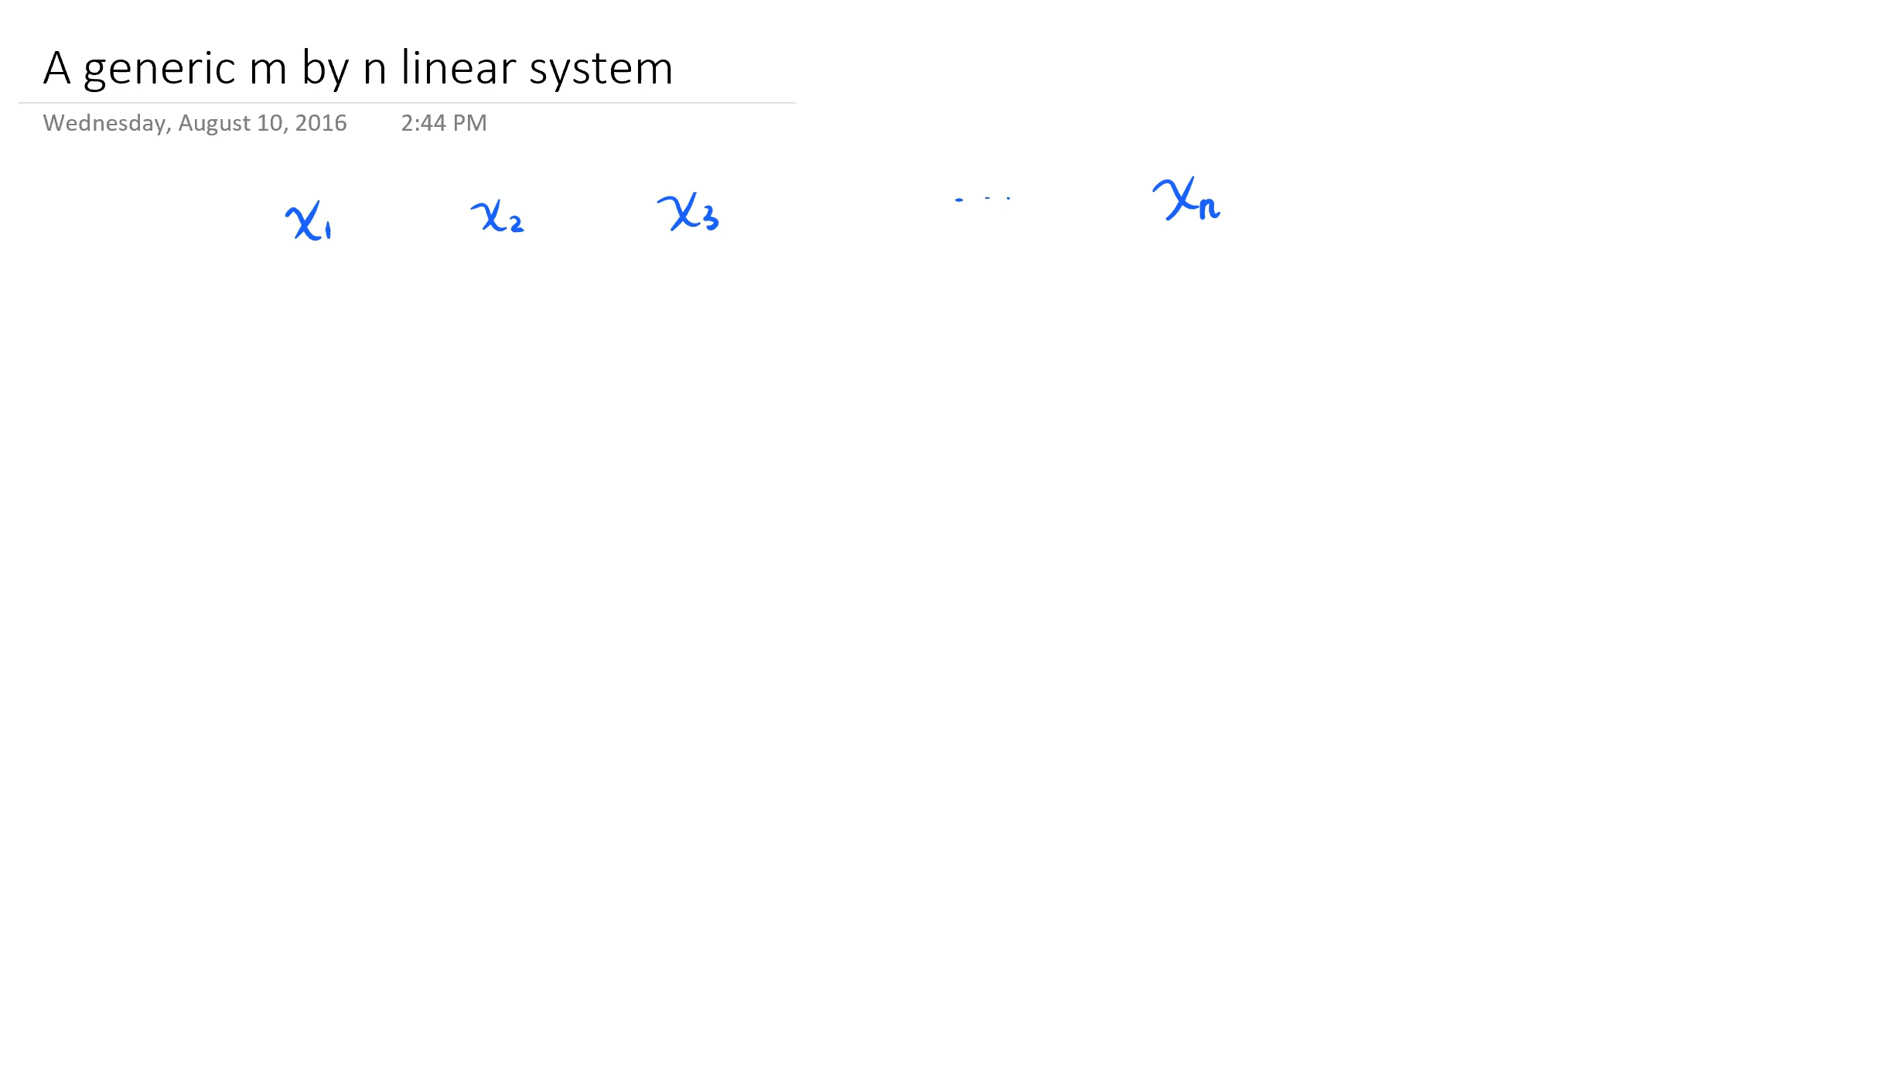 A generic m by n linear system
Wednesday, August 10, 2016 2:44 PM
x₁ x₂ x₃ ... xₙ